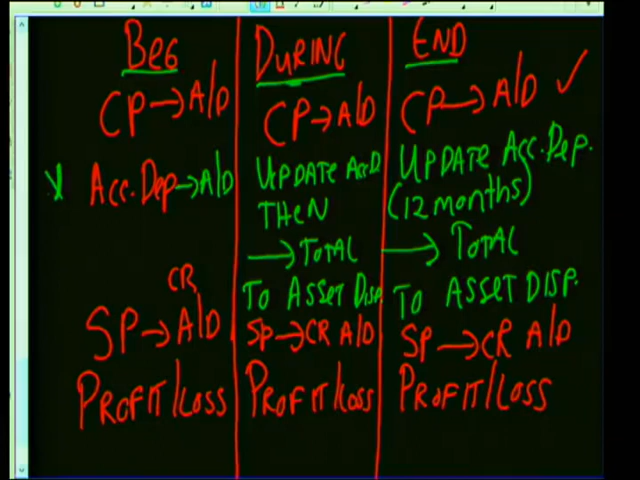 BEG
CP → A/D
Acc. Dep → A/D
CR
SP → A/D
PROFIT/LOSS
DURING
CP → A/D
UPDATE AccD
THEN
→ TOTAL
TO ASSET DISP.
SP → CR A/D
PROFIT/LOSS
END
CP → A/D ✓
UPDATE Acc. Dep.
(12 months)
→ TOTAL
TO ASSET DISP.
SP → CR A/D
PROFIT/LOSS